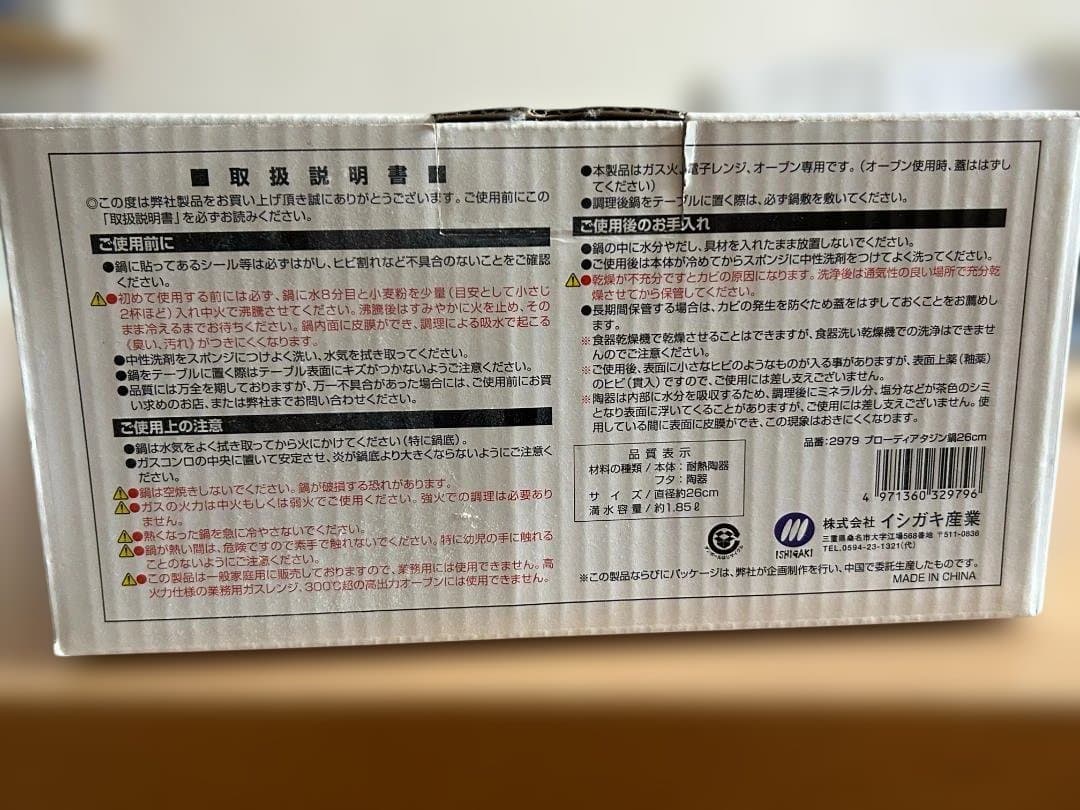 ■取扱説明書■
◎この度は弊社製品をお買い上げ頂き誠にありがとうございます。ご使用前にこの
「取扱説明書」を必ずお読みください。
ご使用前に
●鍋に貼ってあるシール等は必ずはがし、ヒビ割れなど不具合のないことをご確認
ください。
●初めて使用する前には必ず、鍋に水8分目と小麦粉を少量(目安として小さじ
2杯ほど)入れ中火で沸騰させてください。沸騰後はすみやかに火を止め、その
まま冷えるまでお待ちください。鍋内面に皮膜ができ、調理による吸水で起こる
《臭い、汚れ》がつきにくくなります。
●中性洗剤をスポンジにつけよく洗い、水気を拭き取ってください。
●鍋をテーブルに置く際はテーブル表面にキズがつかないようご注意ください。
●品質には万全を期しておりますが、万一不具合があった場合には、ご使用前にお買
い求めのお店、または弊社までお問い合わせください。
ご使用上の注意
●鍋は水気をよく拭き取ってから火にかけてください(特に鍋底)。
●ガスコンロの中央に置いて安定させ、炎が鍋底より大きくならないようにご注意く
ださい。
●鍋は空焼きしないでください。鍋が破損する恐れがあります。
●ガスの火力は中火もしくは弱火でご使用ください。強火での調理は必要あり
ません。
●熱くなった鍋を急に冷やさないでください。
●鍋が熱い間は、危険ですので素手で触れないでください。特に幼児の手に触れる
ことのないようにご注意ください。
●この製品は一般家庭用に販売しておりますので、業務用には使用できません。高
火力仕様の業務用ガスレンジ、300℃超の高出力オーブンには使用できません。
●本製品はガス火、電子レンジ、オーブン専用です。(オーブン使用時、蓋ははずし
てください)
●調理後鍋をテーブルに置く際は、必ず鍋敷を敷いてください。
ご使用後のお手入れ
●鍋の中に水分やだし、具材を入れたまま放置しないでください。
●ご使用後は本体が冷めてからスポンジに中性洗剤をつけてよく洗ってください。
●乾燥が不充分ですとカビの原因になります。洗浄後は通気性の良い場所で充分乾
燥させてから保管してください。
●長期間保管する場合は、カビの発生を防ぐため蓋をはずしておくことをお薦めし
ます。
※食器乾燥機で乾燥させることはできますが、食器洗い乾燥機での洗浄はできませ
んのでご注意ください。
※ご使用後、表面に小さなヒビのようなものが入る事がありますが、表面上薬(釉薬)
のヒビ(貫入)ですので、ご使用には差し支えございません。
※陶器は内部に水分を吸収するため、調理後にミネラル分、塩分などが茶色のシミ
となり表面に浮いてくることがありますが、ご使用には差し支えございません。使
用している間に表面に皮膜ができ、この現象はおきにくくなります。
品番:2979 ブローディアタジン鍋26cm
品質表示
材料の種類/本体:耐熱陶器
フタ:陶器
サイズ/直径約26cm
満水容量/約1.85ℓ
4 971360 329796
ISHIGAKI
株式会社 イシガキ産業
三重県桑名市大字江場568番地 〒511-0836
TEL.0594-23-1321(代)
※この製品ならびにパッケージは、弊社が企画制作を行い、中国で委託生産したものです。
MADE IN CHINA